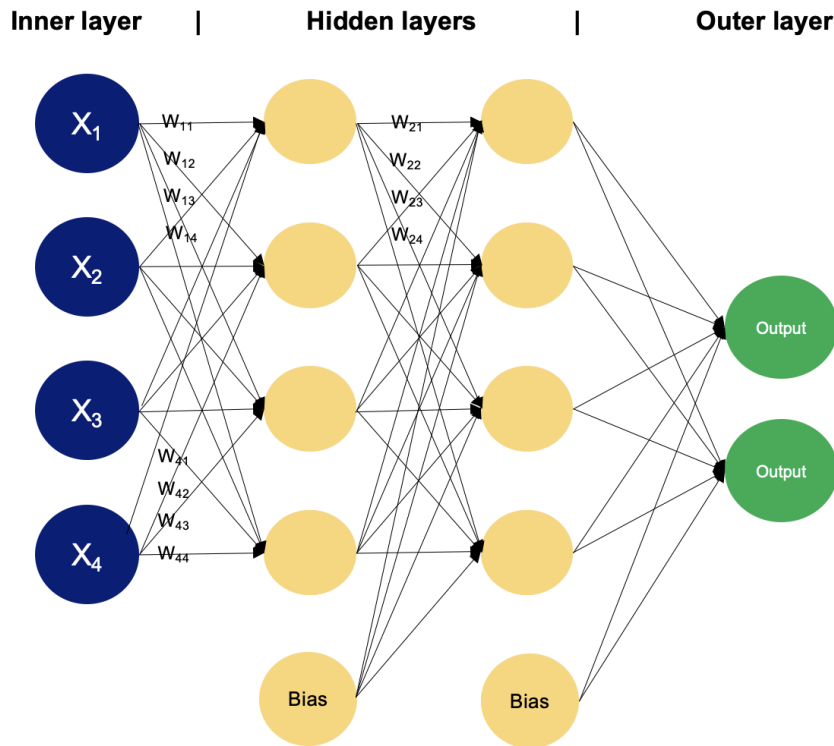 Inner layer | Hidden layers | Outer layer
X₁
W₁₁
W₂₁
W₁₂
W₂₂
W₁₃
W₂₃
W₁₄
W₂₄
X₂
Output
X₃
W₄₁
Output
W₄₂
W₄₃
X₄
W₄₄
Bias
Bias